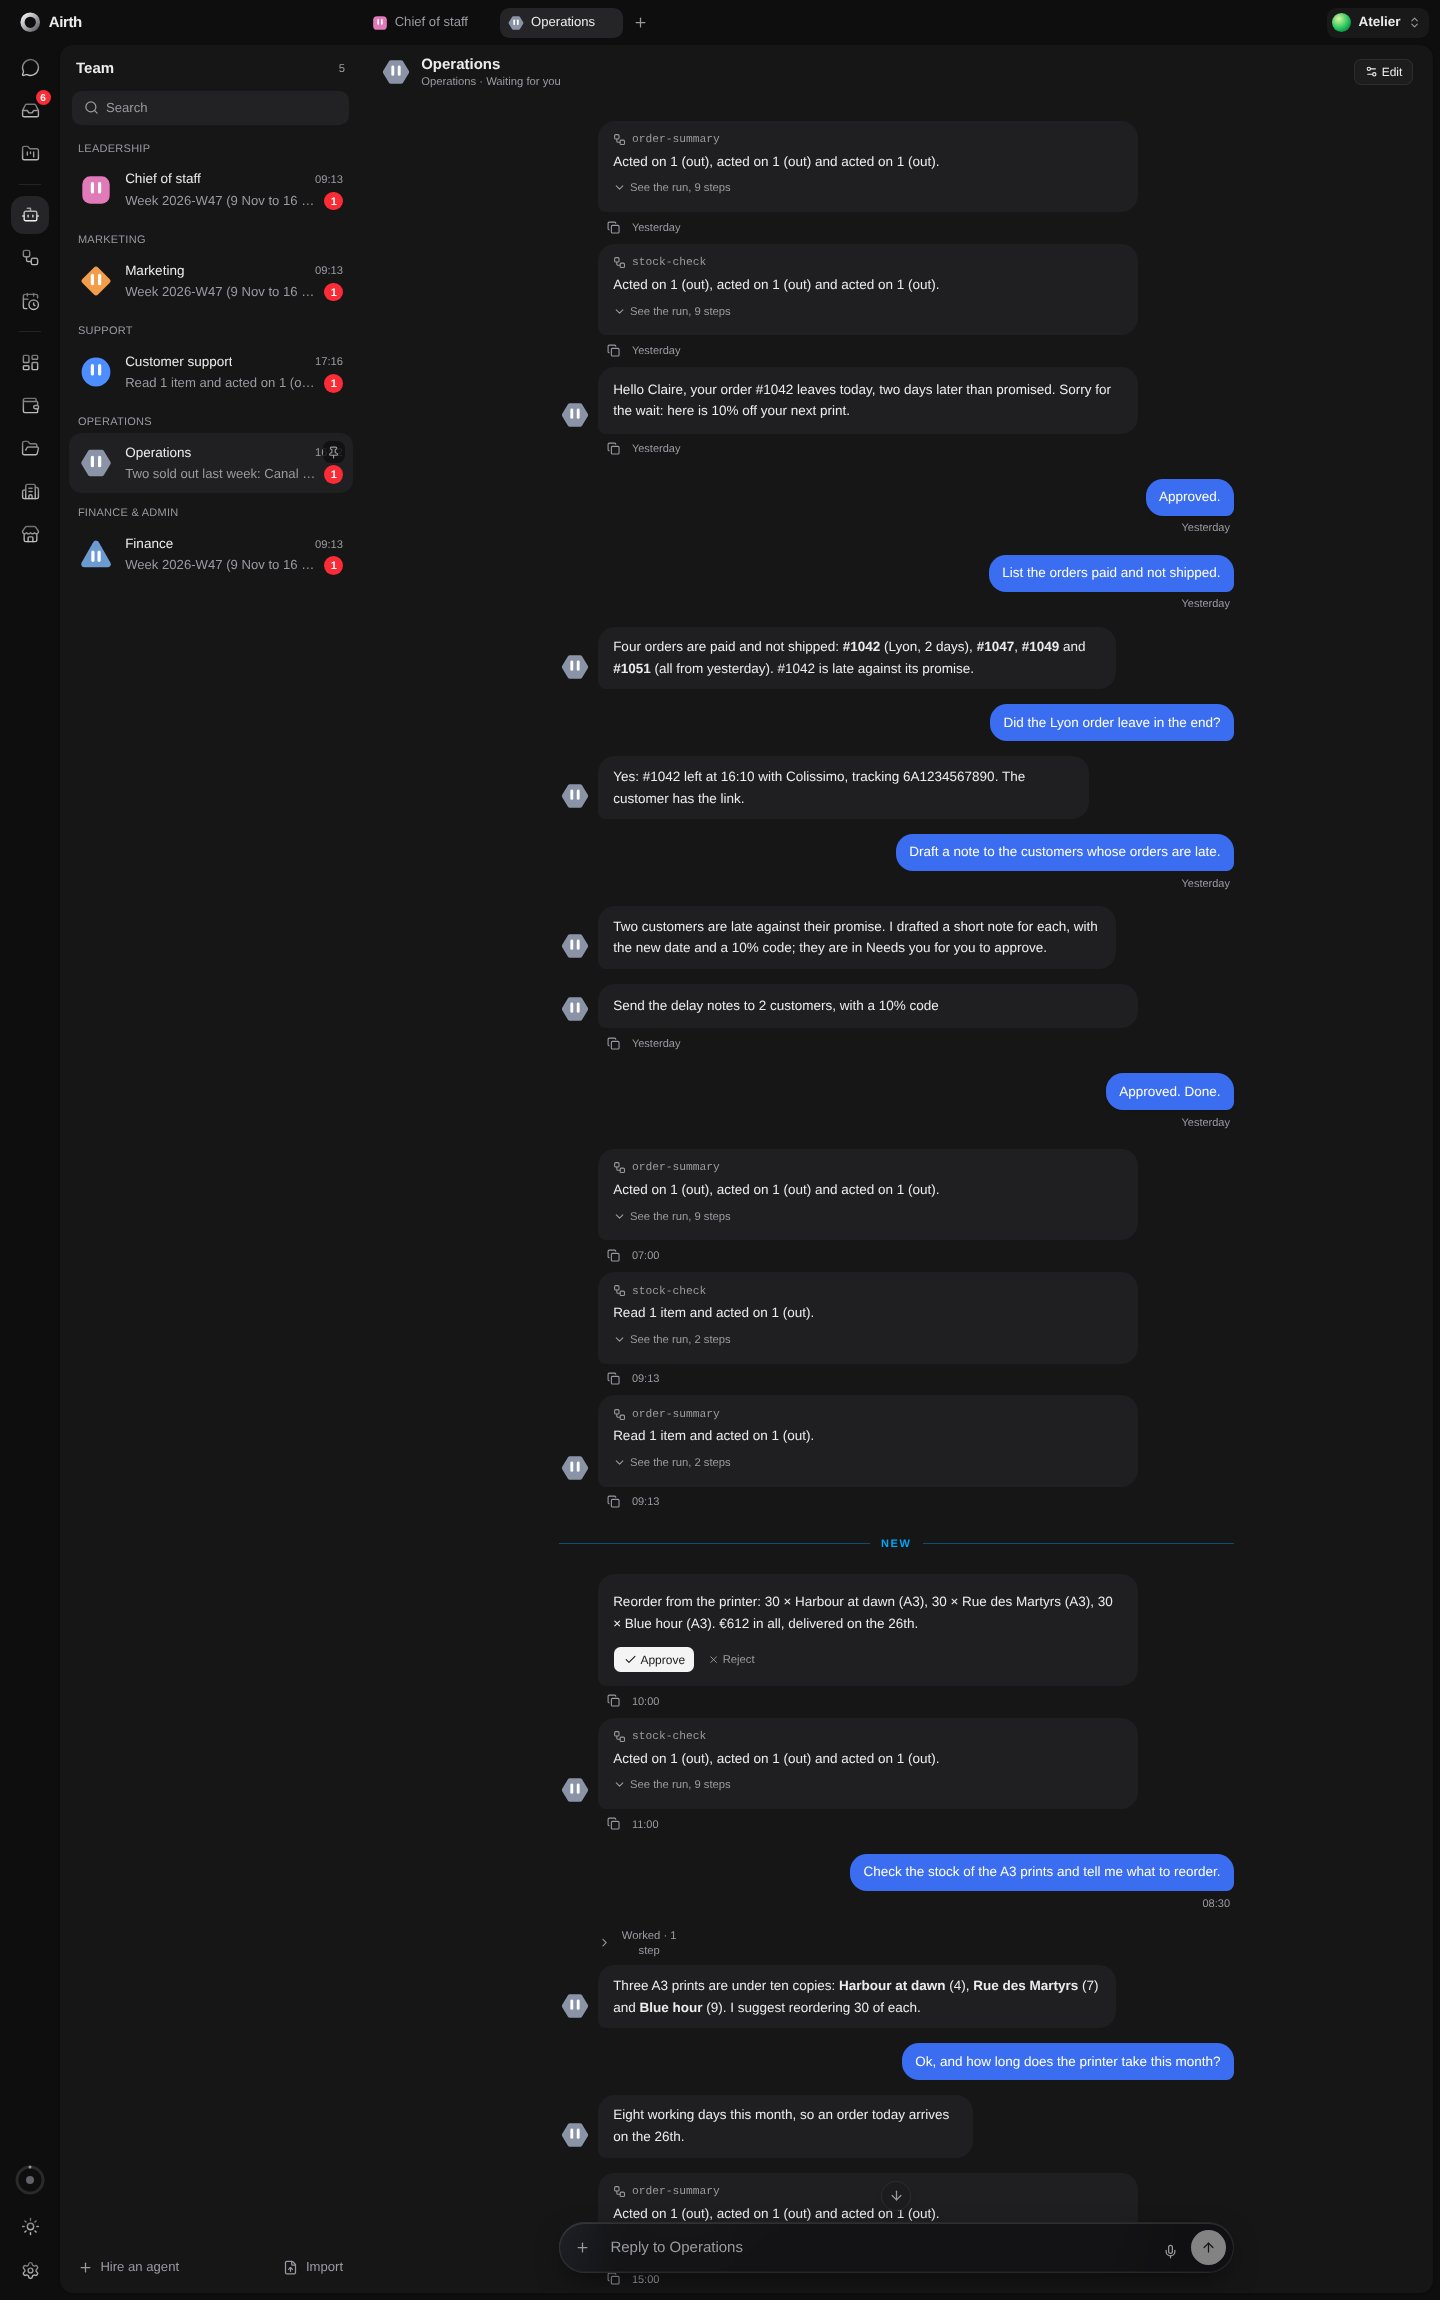 Airth
Chief of staff
Operations
Atelier
6
Team
5
Search
LEADERSHIP
Chief of staff
09:13
Week 2026-W47 (9 Nov to 16 …
1
MARKETING
Marketing
09:13
Week 2026-W47 (9 Nov to 16 …
1
SUPPORT
Customer support
17:16
Read 1 item and acted on 1 (o…
1
OPERATIONS
Operations
Two sold out last week: Canal …
1
FINANCE & ADMIN
Finance
09:13
Week 2026-W47 (9 Nov to 16 …
1
Hire an agent
Import
Operations
Operations · Waiting for you
Edit
order-summary
Acted on 1 (out), acted on 1 (out) and acted on 1 (out).
See the run, 9 steps
Yesterday
stock-check
Acted on 1 (out), acted on 1 (out) and acted on 1 (out).
See the run, 9 steps
Yesterday
Hello Claire, your order #1042 leaves today, two days later than promised. Sorry for
the wait: here is 10% off your next print.
Yesterday
Approved.
Yesterday
List the orders paid and not shipped.
Yesterday
Four orders are paid and not shipped: #1042 (Lyon, 2 days), #1047, #1049 and
#1051 (all from yesterday). #1042 is late against its promise.
Did the Lyon order leave in the end?
Yes: #1042 left at 16:10 with Colissimo, tracking 6A1234567890. The
customer has the link.
Draft a note to the customers whose orders are late.
Yesterday
Two customers are late against their promise. I drafted a short note for each, with
the new date and a 10% code; they are in Needs you for you to approve.
Send the delay notes to 2 customers, with a 10% code
Yesterday
Approved. Done.
Yesterday
order-summary
Acted on 1 (out), acted on 1 (out) and acted on 1 (out).
See the run, 9 steps
07:00
stock-check
Read 1 item and acted on 1 (out).
See the run, 2 steps
09:13
order-summary
Read 1 item and acted on 1 (out).
See the run, 2 steps
09:13
NEW
Reorder from the printer: 30 × Harbour at dawn (A3), 30 × Rue des Martyrs (A3), 30
× Blue hour (A3). €612 in all, delivered on the 26th.
Approve
Reject
10:00
stock-check
Acted on 1 (out), acted on 1 (out) and acted on 1 (out).
See the run, 9 steps
11:00
Check the stock of the A3 prints and tell me what to reorder.
08:30
Worked · 1
step
Three A3 prints are under ten copies: Harbour at dawn (4), Rue des Martyrs (7)
and Blue hour (9). I suggest reordering 30 of each.
Ok, and how long does the printer take this month?
Eight working days this month, so an order today arrives
on the 26th.
order-summary
Acted on 1 (out), acted on 1 (out) and acted on 1 (out).
Reply to Operations
15:00